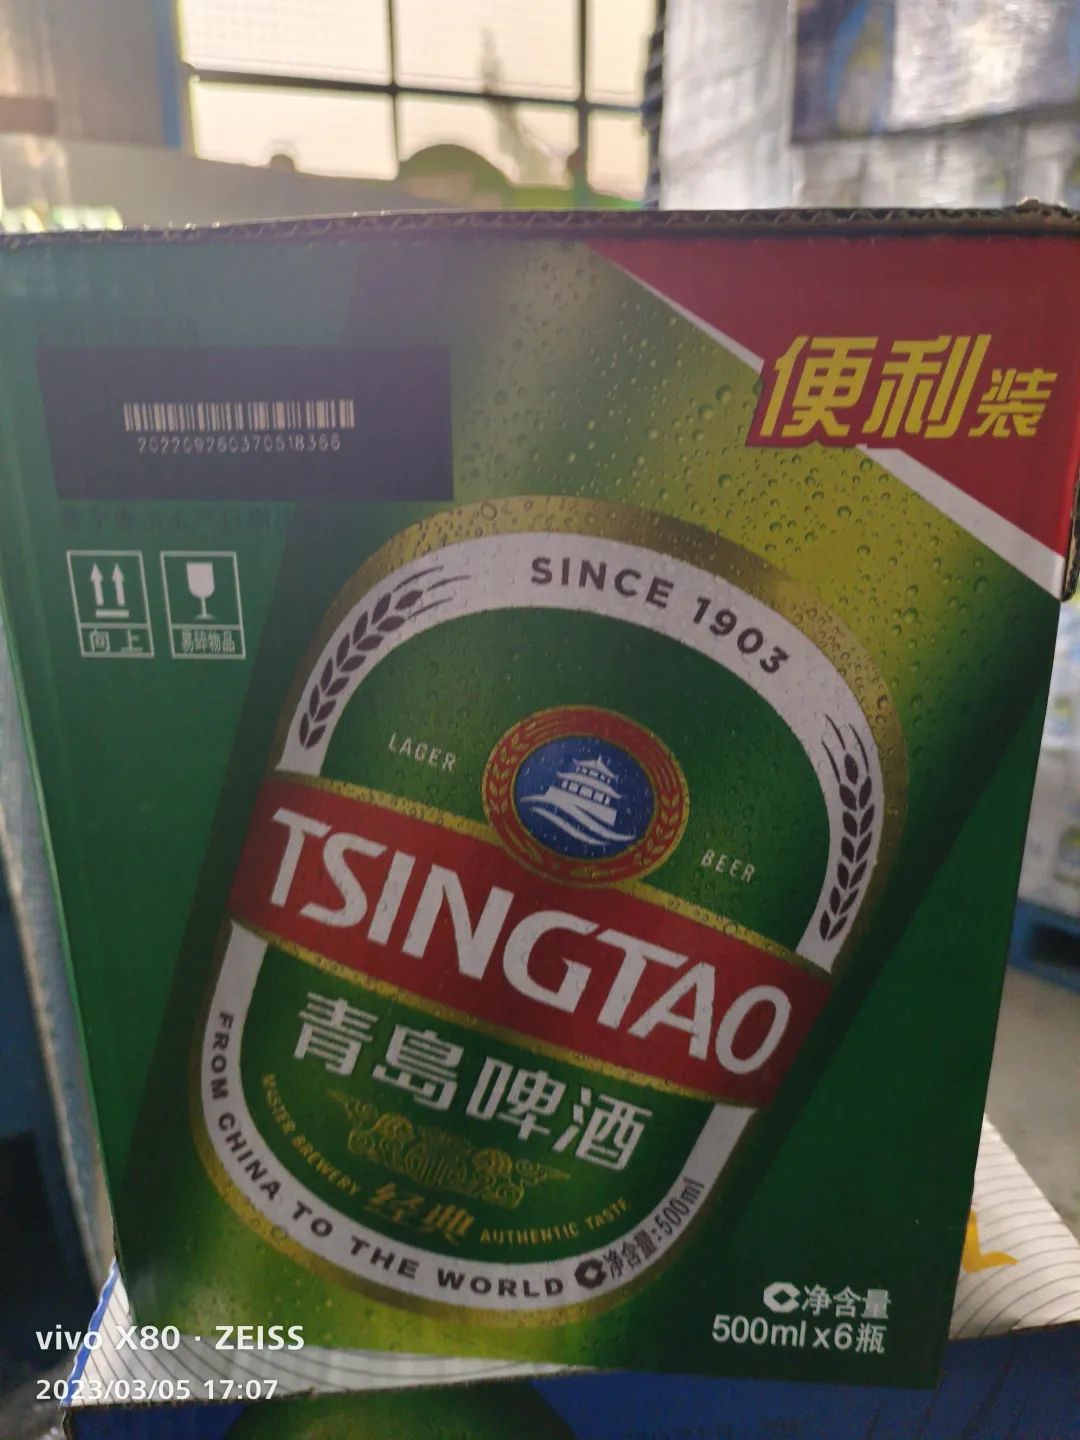 便利装
202209260370518366
向上
易碎物品
SINCE 1903
LAGER
BEER
TSINGTAO
青島啤酒
MASTER BREWERY
经典
AUTHENTIC TASTE
FROM CHINA TO THE WORLD
净含量:500ml
净含量
500ml x6瓶
vivo X80 · ZEISS
2023/03/05 17:07